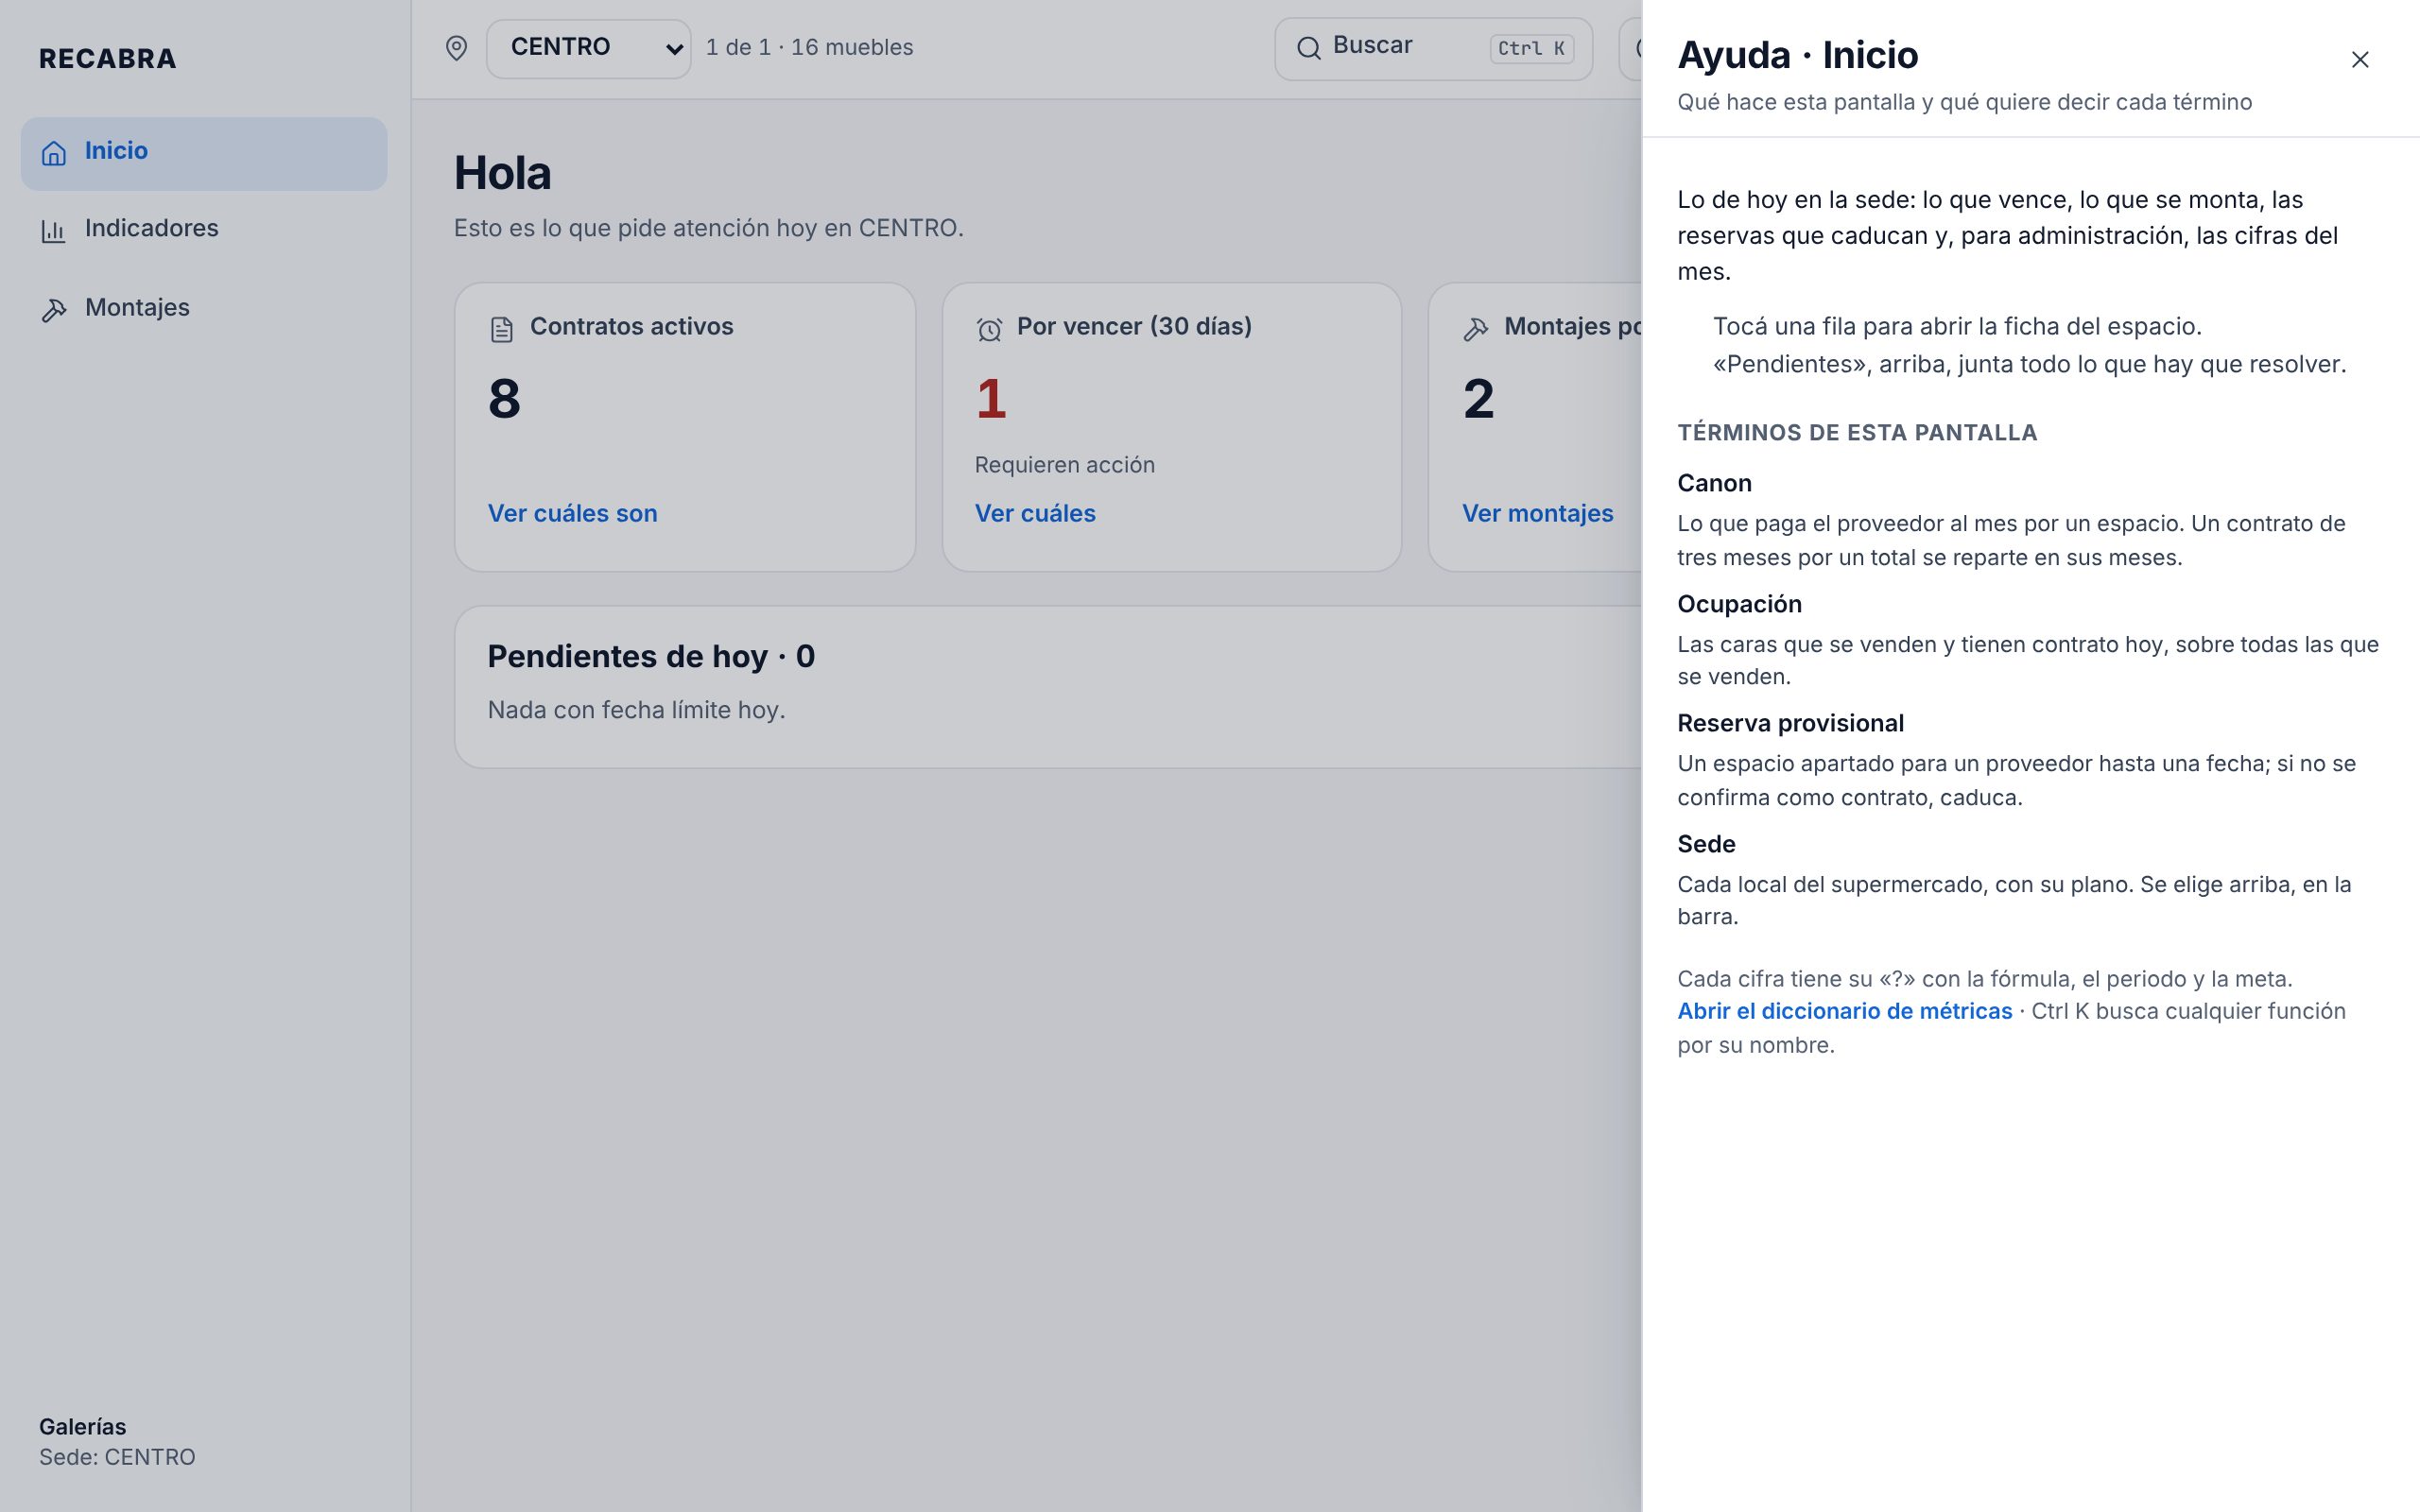 RECABRA
Inicio
Indicadores
Montajes
Galerías
Sede: CENTRO
CENTRO
1 de 1 · 16 muebles
Buscar
Ctrl K
Hola
Esto es lo que pide atención hoy en CENTRO.
Contratos activos
8
Ver cuáles son
Por vencer (30 días)
1
Requieren acción
Ver cuáles
Montajes
2
Ver montajes
Pendientes de hoy · 0
Nada con fecha límite hoy.
Ayuda · Inicio
Qué hace esta pantalla y qué quiere decir cada término
Lo de hoy en la sede: lo que vence, lo que se monta, las
reservas que caducan y, para administración, las cifras del
mes.
Tocá una fila para abrir la ficha del espacio.
«Pendientes», arriba, junta todo lo que hay que resolver.
TÉRMINOS DE ESTA PANTALLA
Canon
Lo que paga el proveedor al mes por un espacio. Un contrato de
tres meses por un total se reparte en sus meses.
Ocupación
Las caras que se venden y tienen contrato hoy, sobre todas las que
se venden.
Reserva provisional
Un espacio apartado para un proveedor hasta una fecha; si no se
confirma como contrato, caduca.
Sede
Cada local del supermercado, con su plano. Se elige arriba, en la
barra.
Cada cifra tiene su «?» con la fórmula, el periodo y la meta.
Abrir el diccionario de métricas · Ctrl K busca cualquier función
por su nombre.